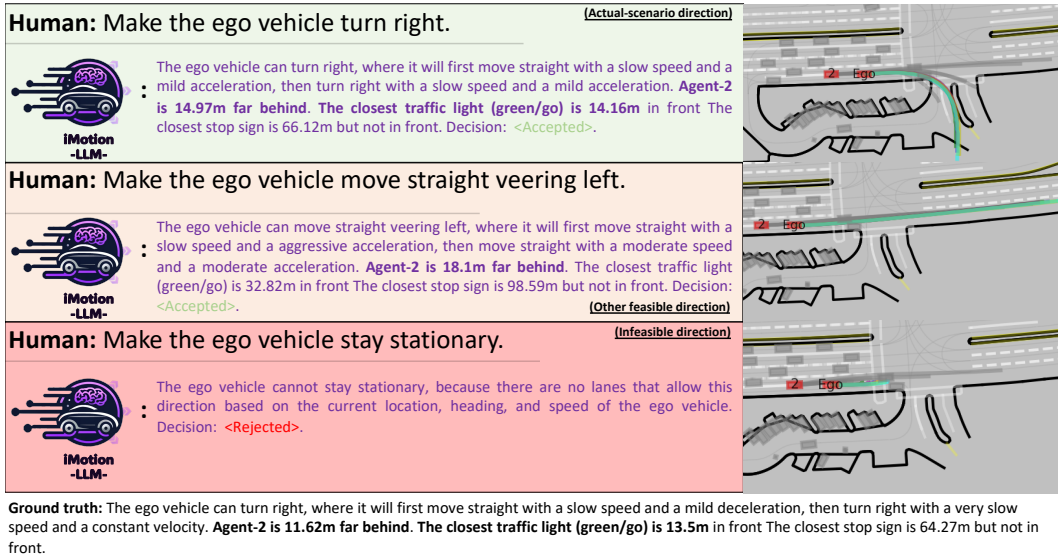 Human: Make the ego vehicle turn right.
(Actual-scenario direction)
The ego vehicle can turn right, where it will first move straight with a slow speed and a
mild acceleration, then turn right with a slow speed and a mild acceleration. Agent-2
is 14.97m far behind. The closest traffic light (green/go) is 14.16m in front The
closest stop sign is 66.12m but not in front. Decision: <Accepted>.
:
iMotion
-LLM-
2 Ego
Human: Make the ego vehicle move straight veering left.
The ego vehicle can move straight veering left, where it will first move straight with a
slow speed and a aggressive acceleration, then move straight with a moderate speed
and a moderate acceleration. Agent-2 is 18.1m far behind. The closest traffic light
(green/go) is 32.82m in front The closest stop sign is 98.59m but not in front. Decision:
<Accepted>.
(Other feasible direction)
:
iMotion
-LLM-
2 Ego
Human: Make the ego vehicle stay stationary.
(Infeasible direction)
The ego vehicle cannot stay stationary, because there are no lanes that allow this
direction based on the current location, heading, and speed of the ego vehicle.
Decision: <Rejected>.
:
iMotion
-LLM-
2 Ego
Ground truth: The ego vehicle can turn right, where it will first move straight with a slow speed and a mild deceleration, then turn right with a very slow
speed and a constant velocity. Agent-2 is 11.62m far behind. The closest traffic light (green/go) is 13.5m in front The closest stop sign is 64.27m but not in
front.